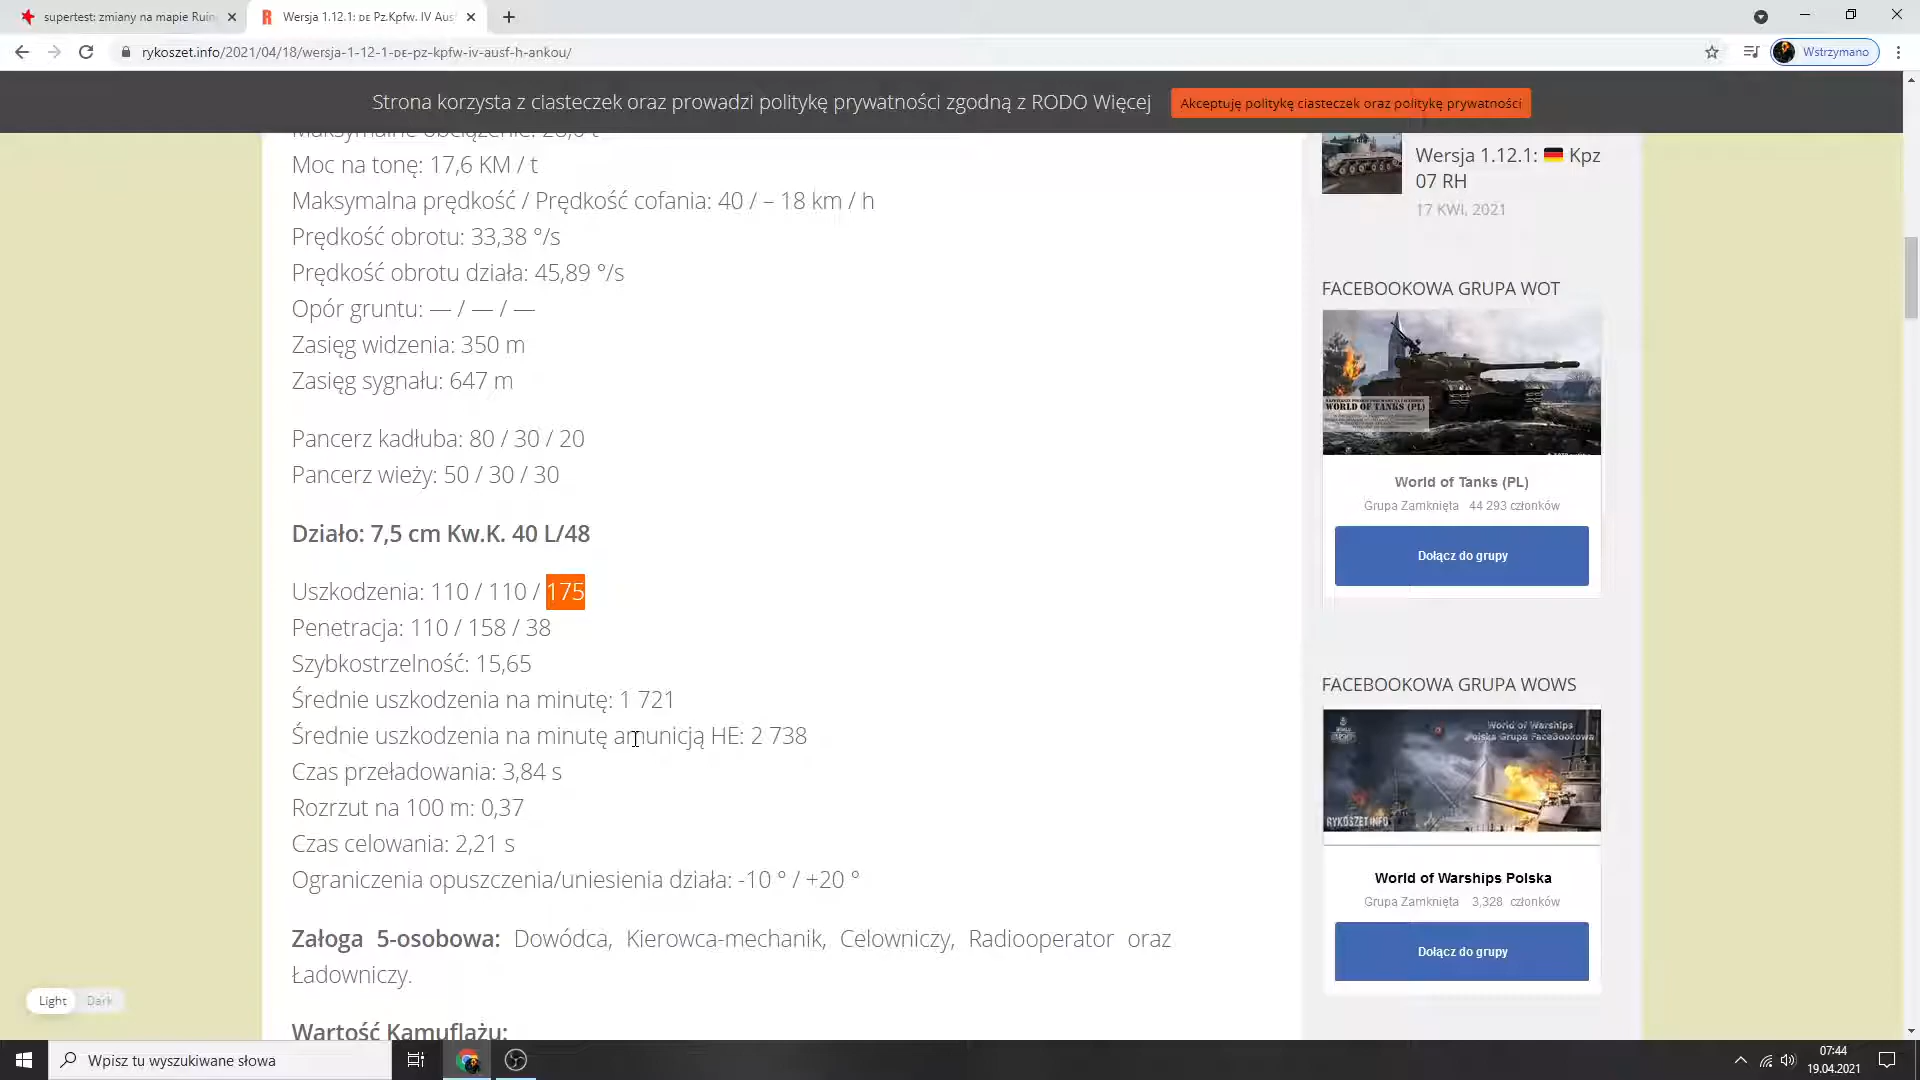 supertest: zmiany na mapie Ruin
Wersja 1.12.1: ᴅᴇ Pz.Kpfw. IV Aus
rykoszet.info/2021/04/18/wersja-1-12-1-ᴅᴇ-pz-kpfw-iv-ausf-h-ankou/
Wstrzymano
Strona korzysta z ciasteczek oraz prowadzi politykę prywatności zgodną z RODO Więcej
Akceptuję politykę ciasteczek oraz politykę prywatności
Maksymalne obciążenie: 28,0 t
Moc na tonę: 17,6 KM / t
Maksymalna prędkość / Prędkość cofania: 40 / – 18 km / h
Prędkość obrotu: 33,38 °/s
Prędkość obrotu działa: 45,89 °/s
Opór gruntu: — / — / —
Zasięg widzenia: 350 m
Zasięg sygnału: 647 m
Pancerz kadłuba: 80 / 30 / 20
Pancerz wieży: 50 / 30 / 30
Działo: 7,5 cm Kw.K. 40 L/48
Uszkodzenia: 110 / 110 / 175
Penetracja: 110 / 158 / 38
Szybkostrzelność: 15,65
Średnie uszkodzenia na minutę: 1 721
Średnie uszkodzenia na minutę amunicją HE: 2 738
Czas przeładowania: 3,84 s
Rozrzut na 100 m: 0,37
Czas celowania: 2,21 s
Ograniczenia opuszczenia/uniesienia działa: -10 ° / +20 °
Załoga 5-osobowa: Dowódca, Kierowca-mechanik, Celowniczy, Radiooperator oraz
Ładowniczy.
Wartość Kamuflażu:
Wersja 1.12.1: Kpz
07 RH
17 KWI, 2021
FACEBOOKOWA GRUPA WOT
WORLD OF TANKS (PL)
World of Tanks (PL)
Grupa Zamknięta 44 293 członków
Dołącz do grupy
FACEBOOKOWA GRUPA WOWS
World of Warships
Polska Grupa FaceBookowa
RYKOSZET.INFO
World of Warships Polska
Grupa Zamknięta 3,328 członków
Dołącz do grupy
Light Dark
Wpisz tu wyszukiwane słowa
07:44
19.04.2021